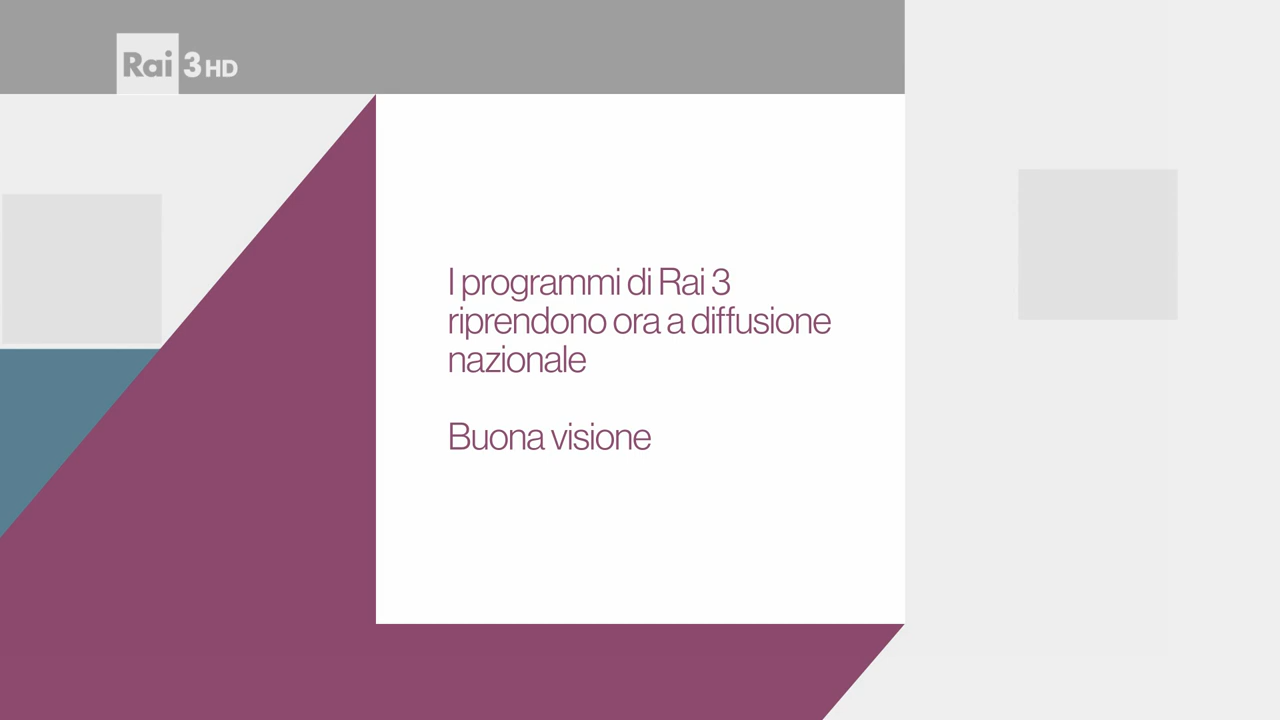 Rai 3 HD
I programmi di Rai 3
riprendono ora a diffusione
nazionale
Buona visione